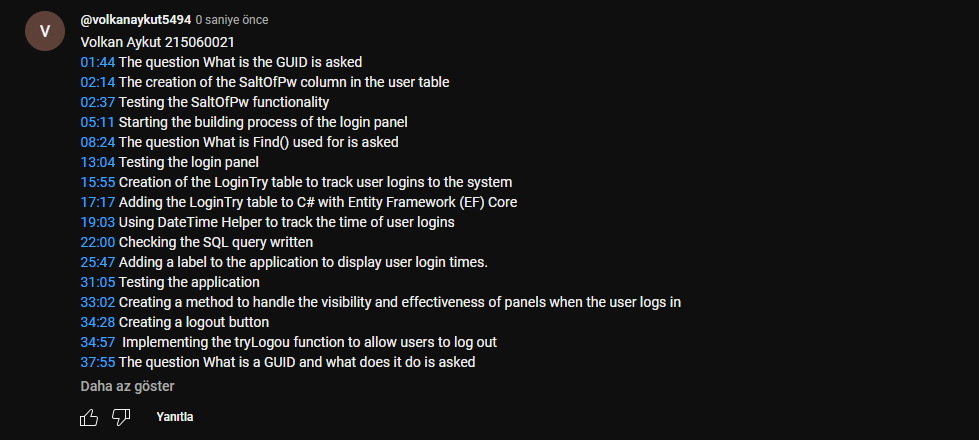 V
@volkanaykut5494 0 saniye önce
Volkan Aykut 215060021
01:44 The question What is the GUID is asked
02:14 The creation of the SaltOfPw column in the user table
02:37 Testing the SaltOfPw functionality
05:11 Starting the building process of the login panel
08:24 The question What is Find() used for is asked
13:04 Testing the login panel
15:55 Creation of the LoginTry table to track user logins to the system
17:17 Adding the LoginTry table to C# with Entity Framework (EF) Core
19:03 Using DateTime Helper to track the time of user logins
22:00 Checking the SQL query written
25:47 Adding a label to the application to display user login times.
31:05 Testing the application
33:02 Creating a method to handle the visibility and effectiveness of panels when the user logs in
34:28 Creating a logout button
34:57 Implementing the tryLogou function to allow users to log out
37:55 The question What is a GUID and what does it do is asked
Daha az göster
Yanıtla